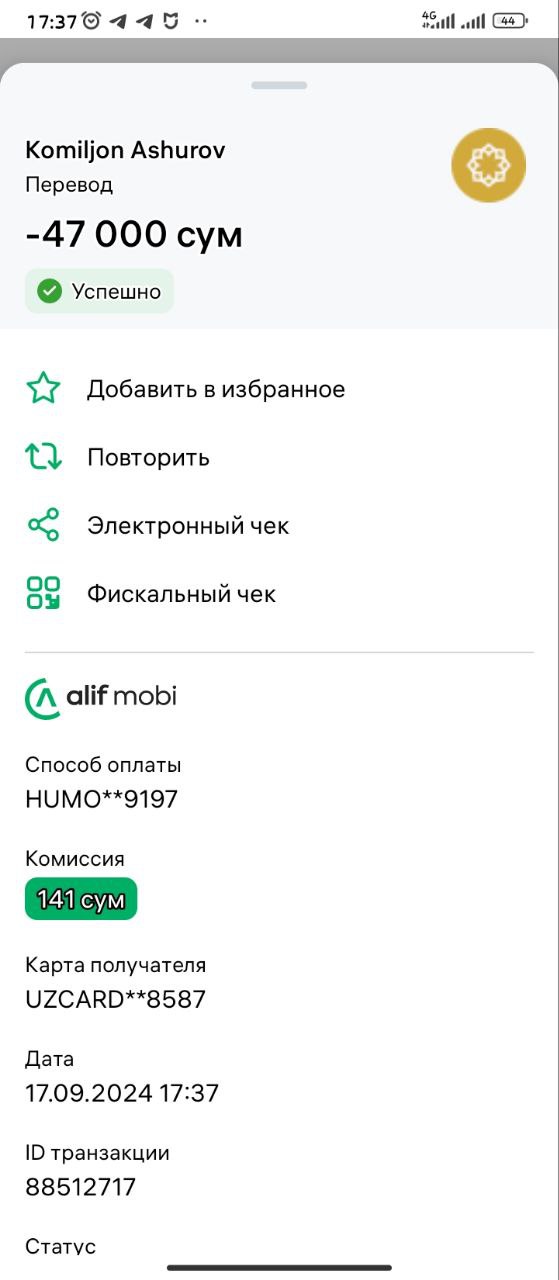 17:37
4G
44
Komiljon Ashurov
Перевод
-47 000 сум
Успешно
Добавить в избранное
Повторить
Электронный чек
Фискальный чек
alif mobi
Способ оплаты
HUMO**9197
Комиссия
141 сум
Карта получателя
UZCARD**8587
Дата
17.09.2024 17:37
ID транзакции
88512717
Статус